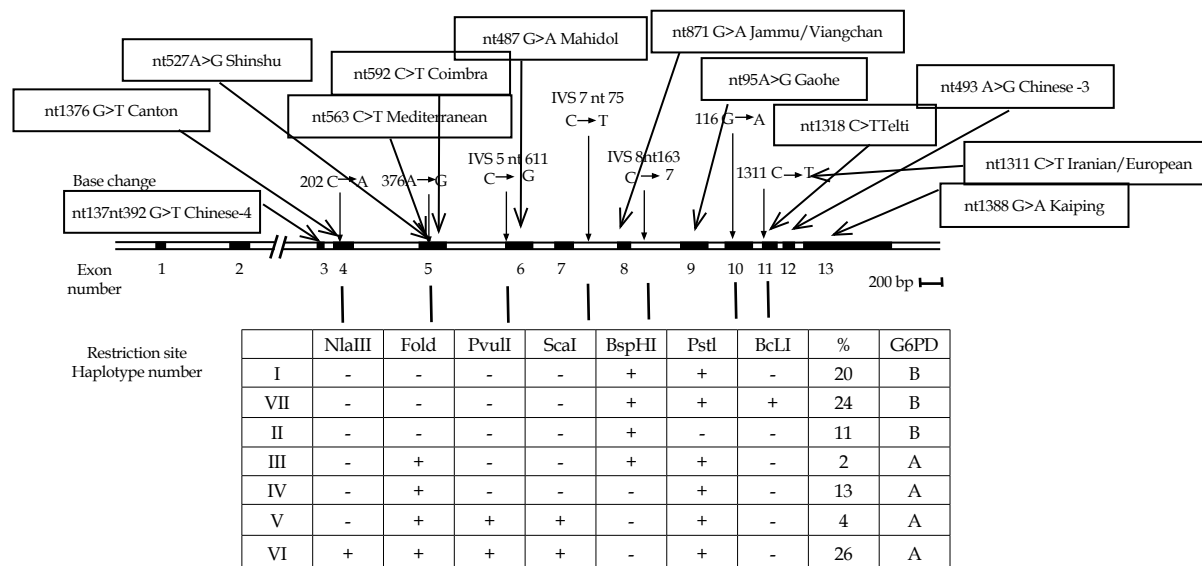 nt487 G>A Mahidol
nt871 G>A Jammu/Viangchan
nt527A>G Shinshu
nt592 C>T Coimbra
nt95A>G Gaohe
nt493 A>G Chinese -3
nt1376 G>T Canton
nt563 C>T Mediterranean
IVS 7 nt 75
C→T
116 G→A
nt1318 C>TTelti
IVS 5 nt 611
C→G
IVS 8nt163
C→7
nt1311 C>T Iranian/European
Base change
202 C→A
376A→G
1311 C→T
nt137nt392 G>T Chinese-4
nt1388 G>A Kaiping
Exon number
1 2 3 4 5 6 7 8 9 10 11 12 13
200 bp
Restriction site
Haplotype number
NlaIII Fold PvulI ScaI BspHI PstI BcLI % G6PD
I - - - - + + - 20 B
VII - - - - + + + 24 B
II - - - - + - - 11 B
III - + - - + + - 2 A
IV - + - - - + - 13 A
V - + + + - + - 4 A
VI + + + + - + - 26 A